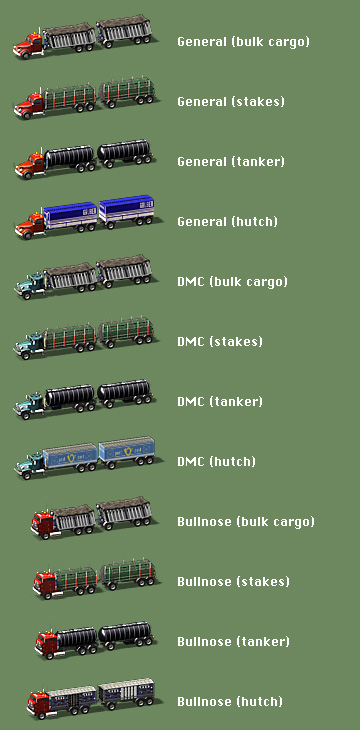 General (bulk cargo)
General (stakes)
General (tanker)
General (hutch)
DMC (bulk cargo)
DMC (stakes)
DMC (tanker)
DMC (hutch)
Bullnose (bulk cargo)
Bullnose (stakes)
Bullnose (tanker)
Bullnose (hutch)